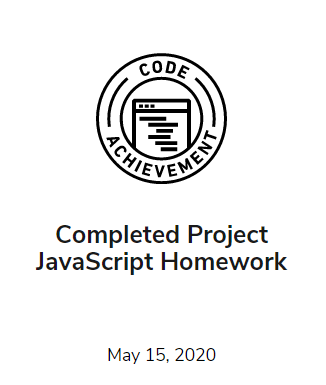 CODE
ACHIEVEMENT
Completed Project
JavaScript Homework
May 15, 2020